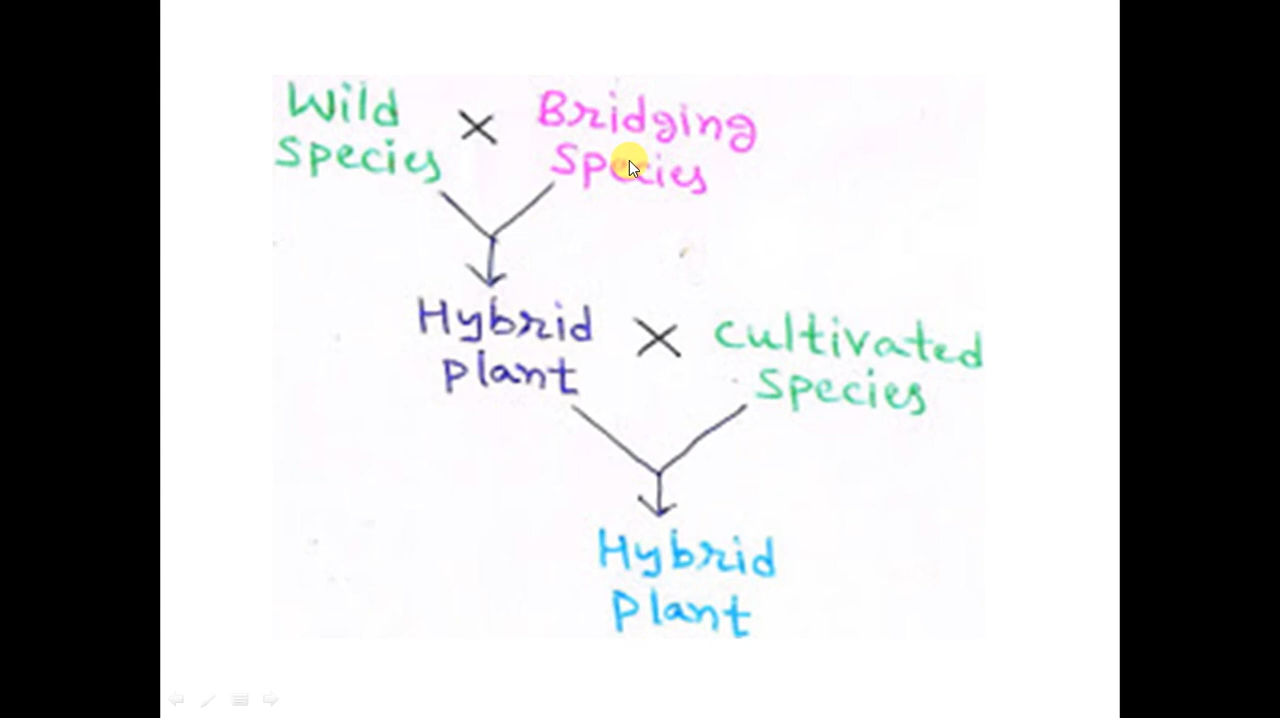 Wild
Species
×
Bridging
Species
Hybrid
plant
×
cultivated
Species
Hybrid
plant